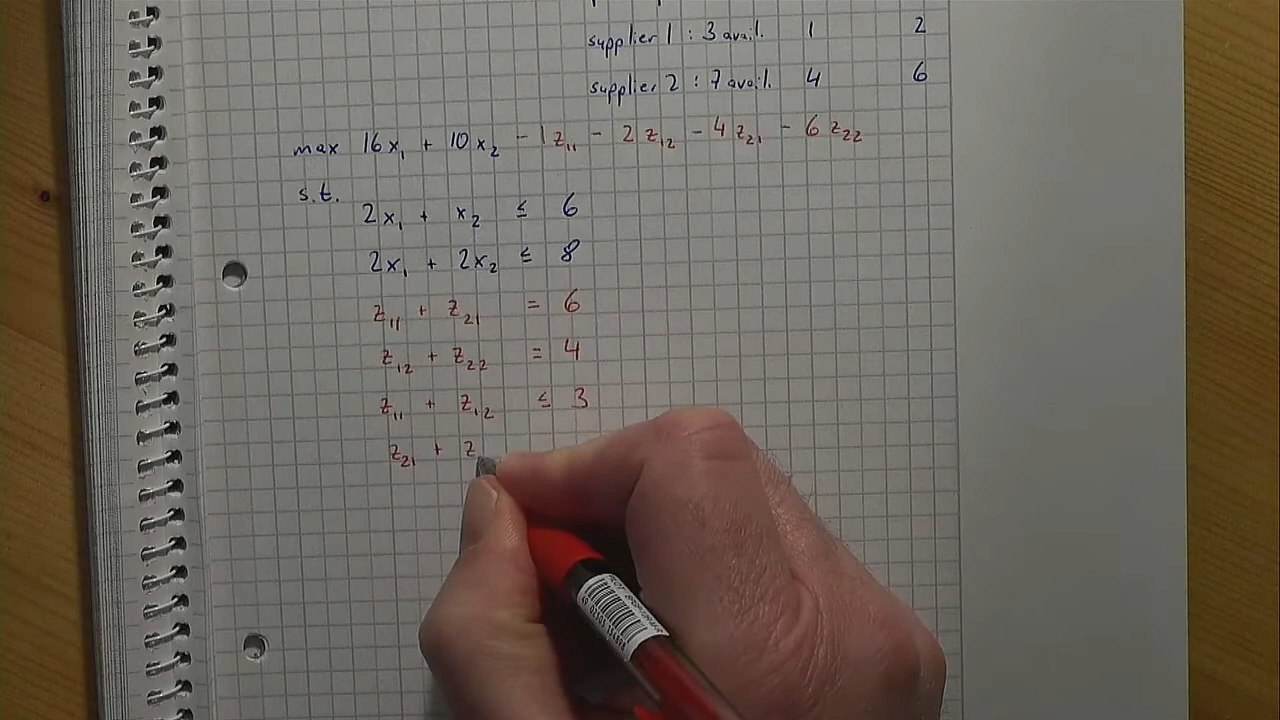 supplier 1 : 3 avail. 1 2
supplier 2 : 7 avail. 4 6
max 16x₁ + 10x₂ - 1z₁₁ - 2z₁₂ - 4z₂₁ - 6z₂₂
s.t.
2x₁ + x₂ ≤ 6
2x₁ + 2x₂ ≤ 8
z₁₁ + z₂₁ = 6
z₁₂ + z₂₂ = 4
z₁₁ + z₁₂ ≤ 3
z₂₁ + z